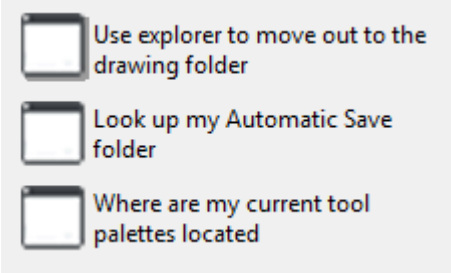 Use explorer to move out to the
drawing folder
Look up my Automatic Save
folder
Where are my current tool
palettes located